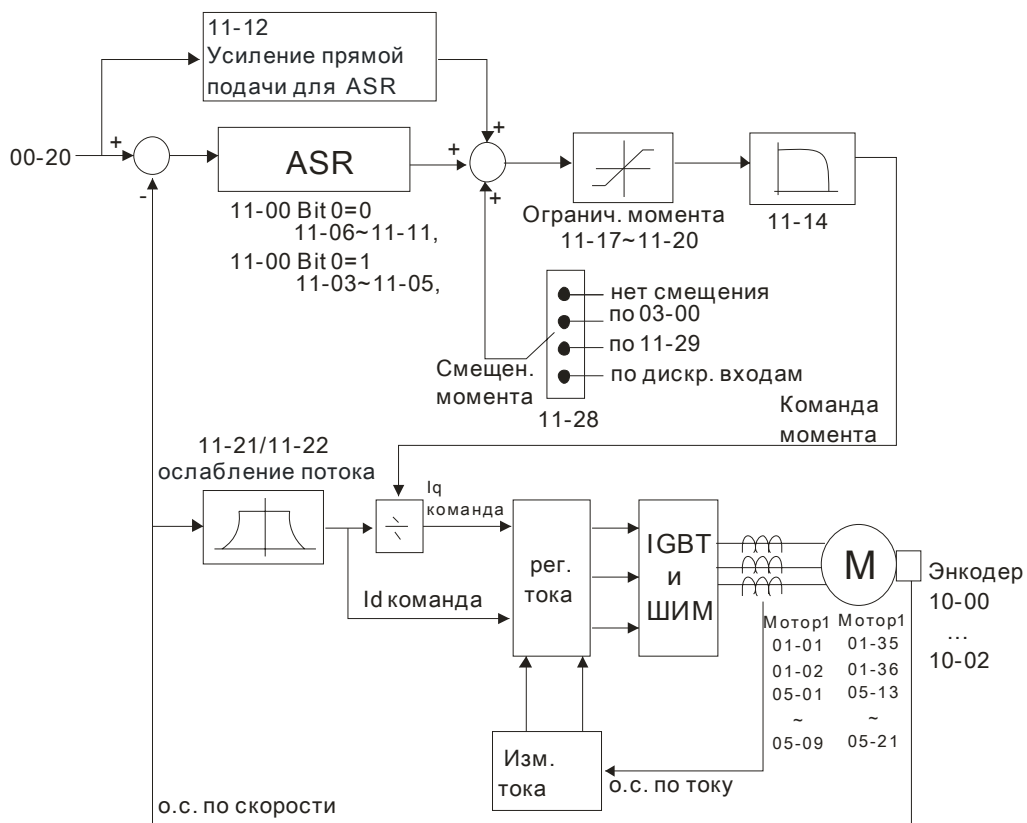 11-12
Усиление прямой
подачи для ASR
+
00-20
+
-
ASR
+
+
11-00 Bit 0=0
11-06~11-11,
11-00 Bit 0=1
11-03~11-05,
Огранич. момента
11-17~11-20
11-14
нет смещения
по 03-00
по 11-29
по дискр. входам
Смещен.
момента
11-28
Команда
момента
11-21/11-22
ослабление потока
Iq
команда
Id команда
рег.
тока
IGBT
и
ШИМ
M
Энкодер
10-00
...
10-02
Мотор1 Мотор1
01-01 01-35
01-02 01-36
05-01 05-13
~ ~
05-09 05-21
Изм.
тока
о.с. по току
о.с. по скорости